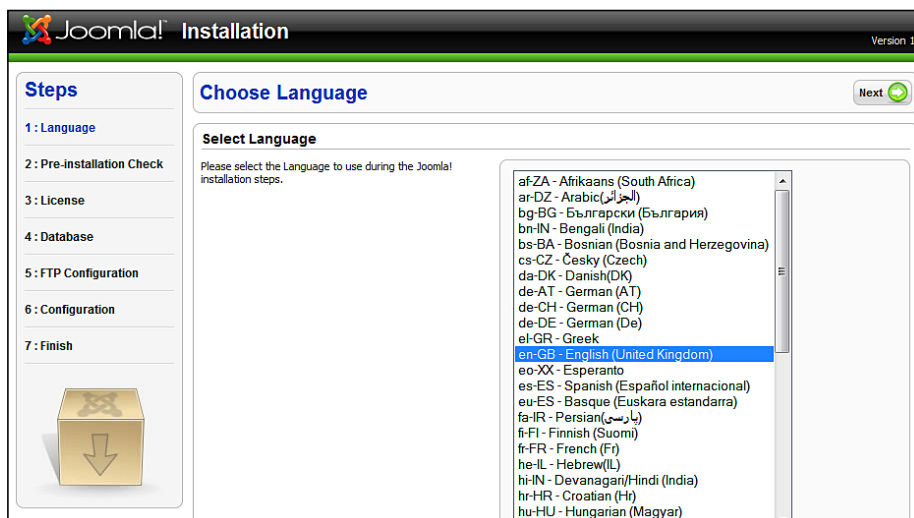 Joomla!™ Installation
Version 1
Steps
1 : Language
2 : Pre-installation Check
3 : License
4 : Database
5 : FTP Configuration
6 : Configuration
7 : Finish
Choose Language
Next
Select Language
Please select the Language to use during the Joomla!
installation steps.
af-ZA - Afrikaans (South Africa)
ar-DZ - Arabic(الجزائر)
bg-BG - Български (България)
bn-IN - Bengali (India)
bs-BA - Bosnian (Bosnia and Herzegovina)
cs-CZ - Česky (Czech)
da-DK - Danish(DK)
de-AT - German (AT)
de-CH - German (CH)
de-DE - German (De)
el-GR - Greek
en-GB - English (United Kingdom)
eo-XX - Esperanto
es-ES - Spanish (Español internacional)
eu-ES - Basque (Euskara estandarra)
fa-IR - Persian(پارسی)
fi-FI - Finnish (Suomi)
fr-FR - French (Fr)
he-IL - Hebrew(IL)
hi-IN - Devanagari/Hindi (India)
hr-HR - Croatian (Hr)
hu-HU - Hungarian (Magyar)